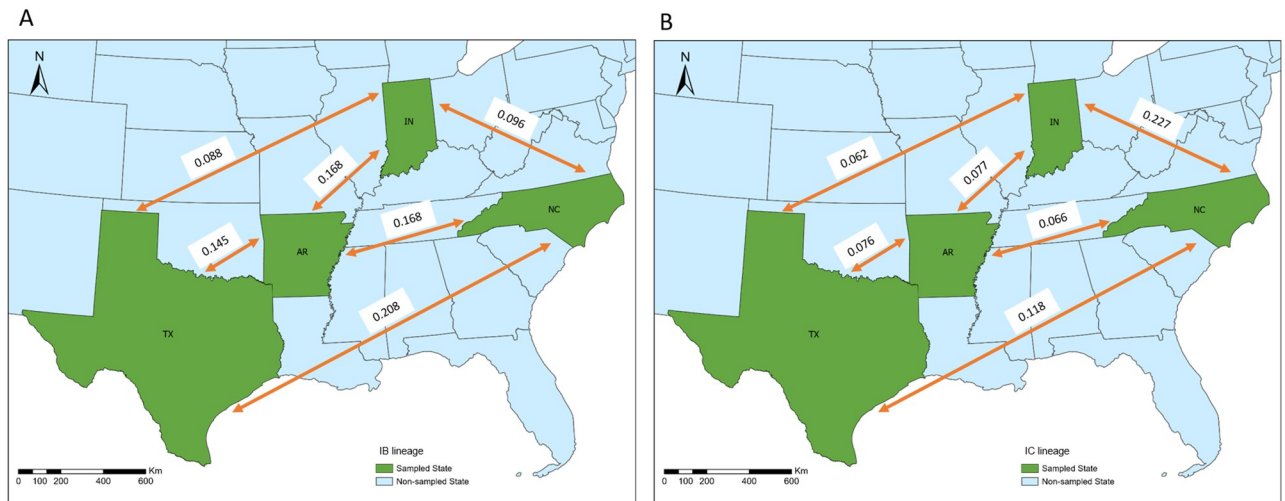 A
N
IN
0.096
0.088
0.168
NC
0.168
0.145
AR
0.208
TX
IB lineage
Sampled State
Non-sampled State
0 100 200 400 600 Km
B
N
IN
0.227
0.062
0.077
NC
0.066
0.076
AR
0.118
TX
IC lineage
Sampled State
Non-sampled State
0 100 200 400 600 Km